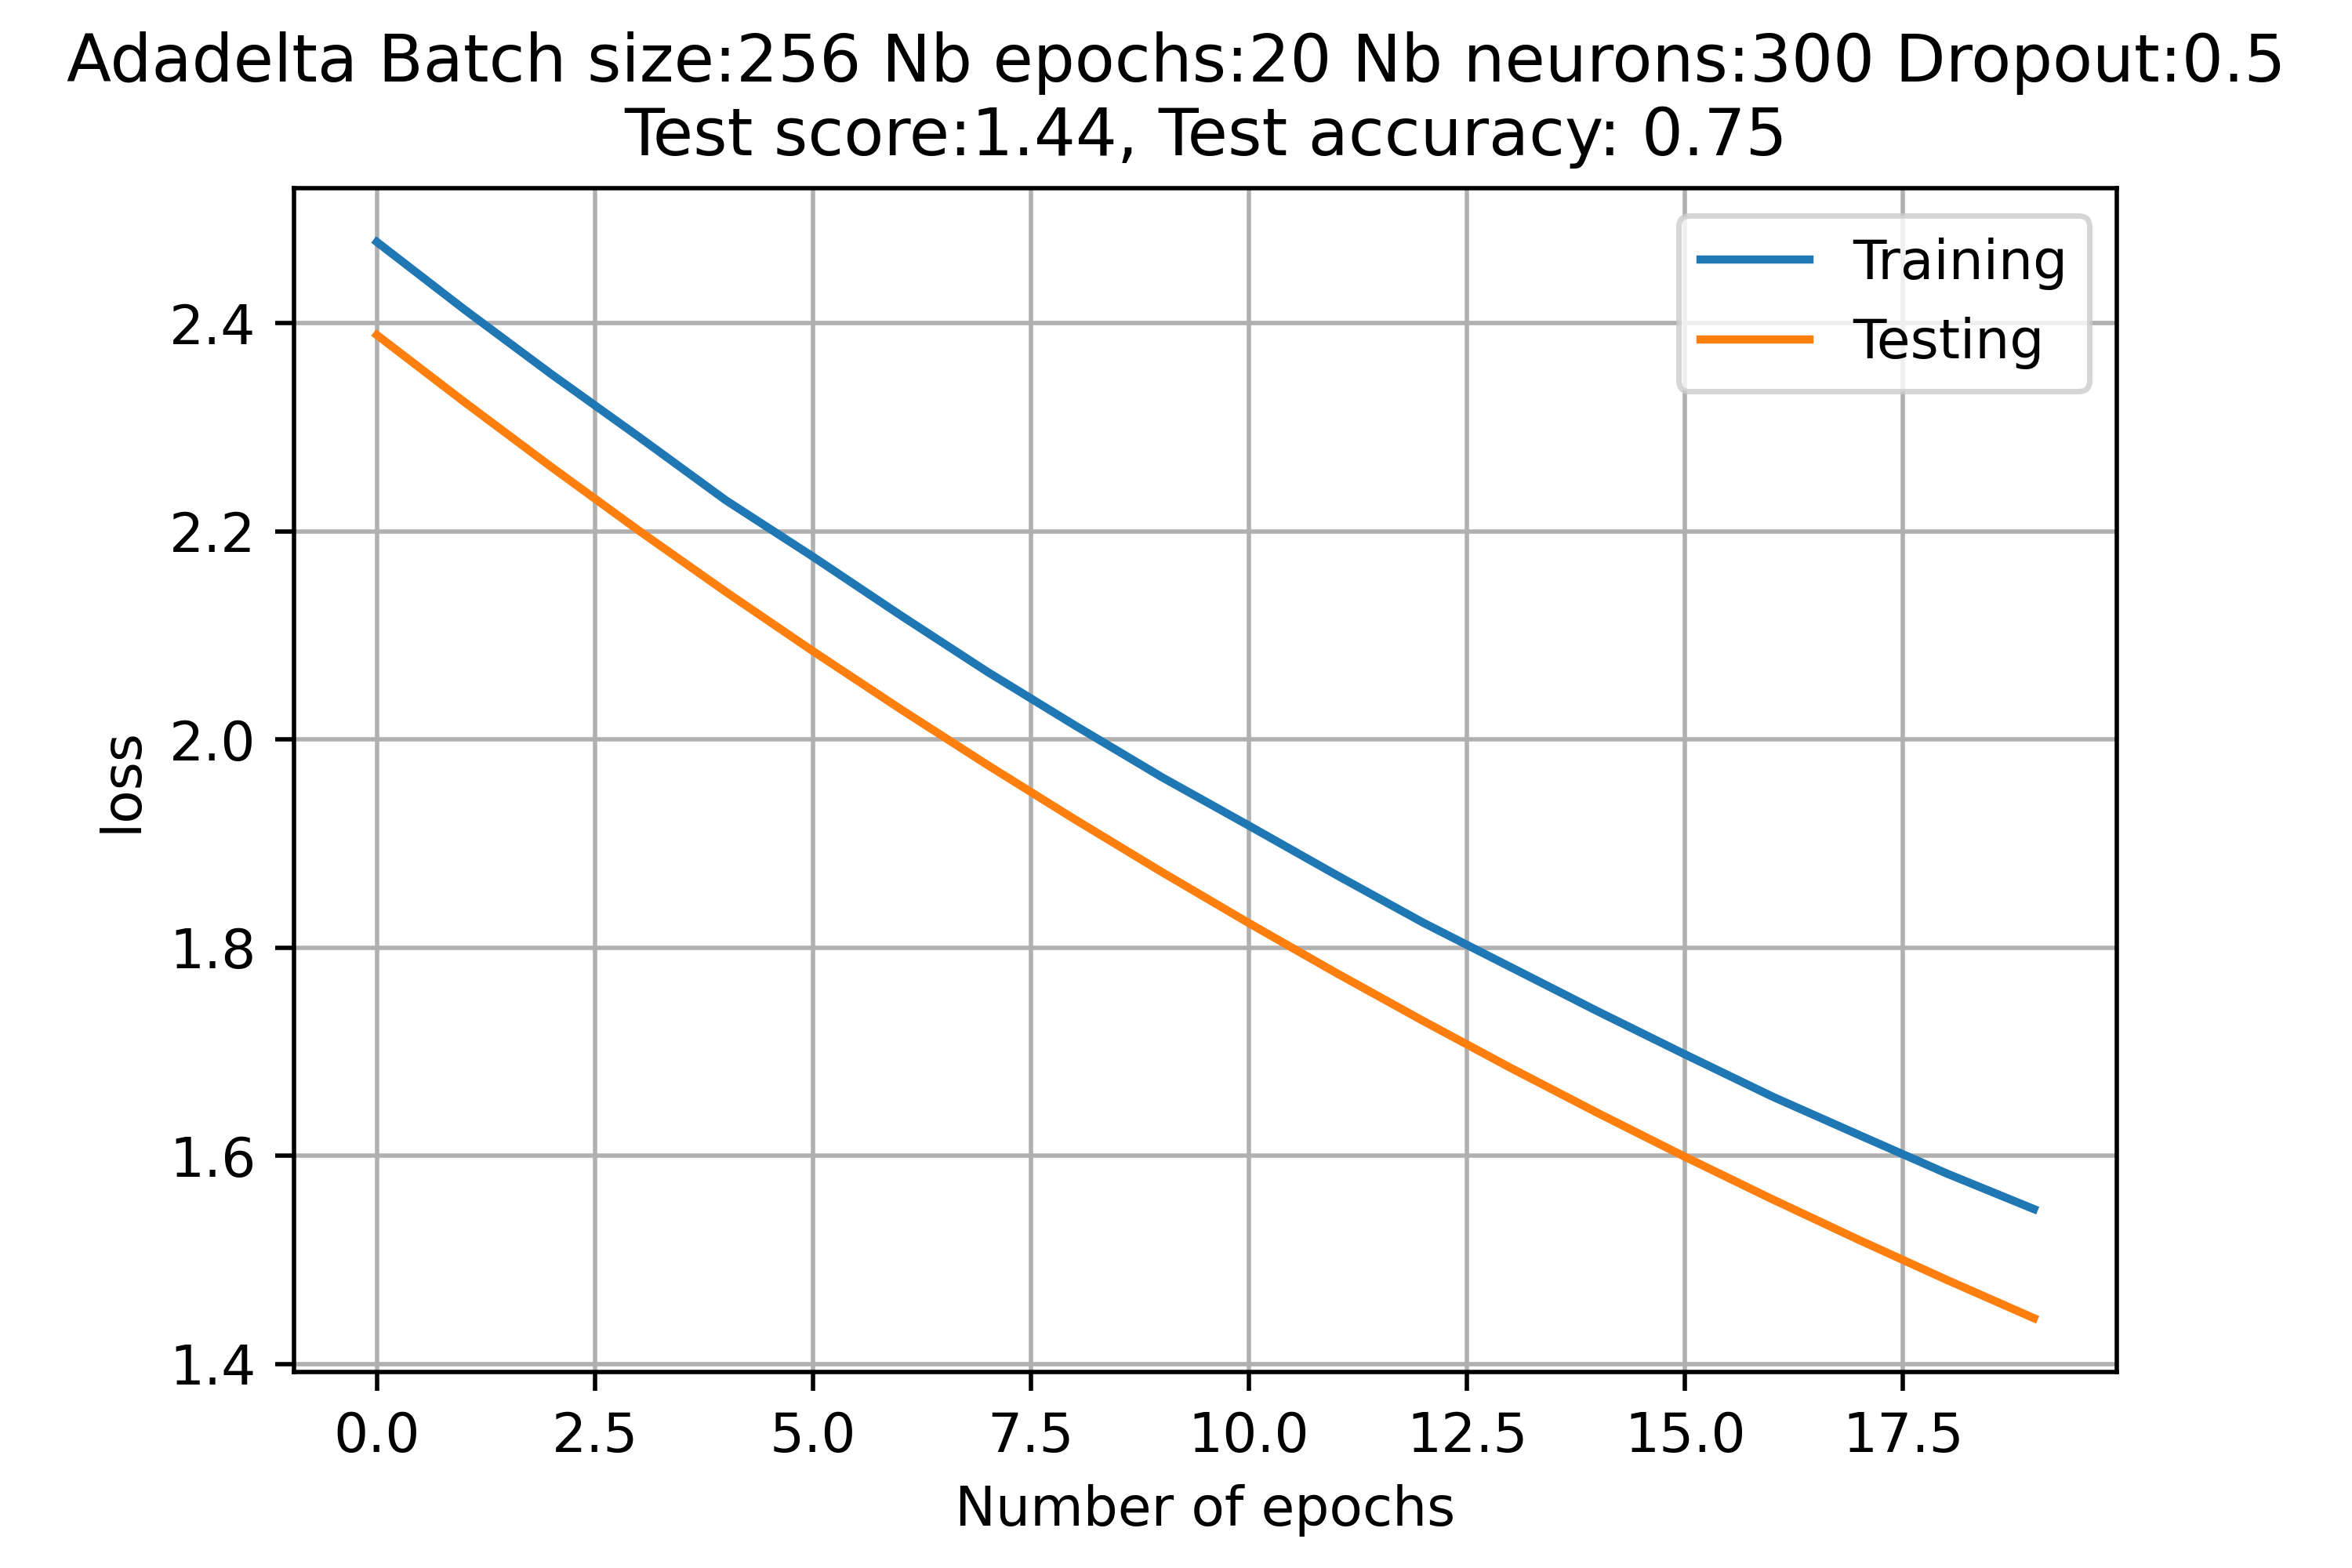 Adadelta Batch size:256 Nb epochs:20 Nb neurons:300 Dropout:0.5
Test score:1.44, Test accuracy: 0.75
Training
Testing
2.4
2.2
2.0
1.8
1.6
1.4
loss
0.0 2.5 5.0 7.5 10.0 12.5 15.0 17.5
Number of epochs